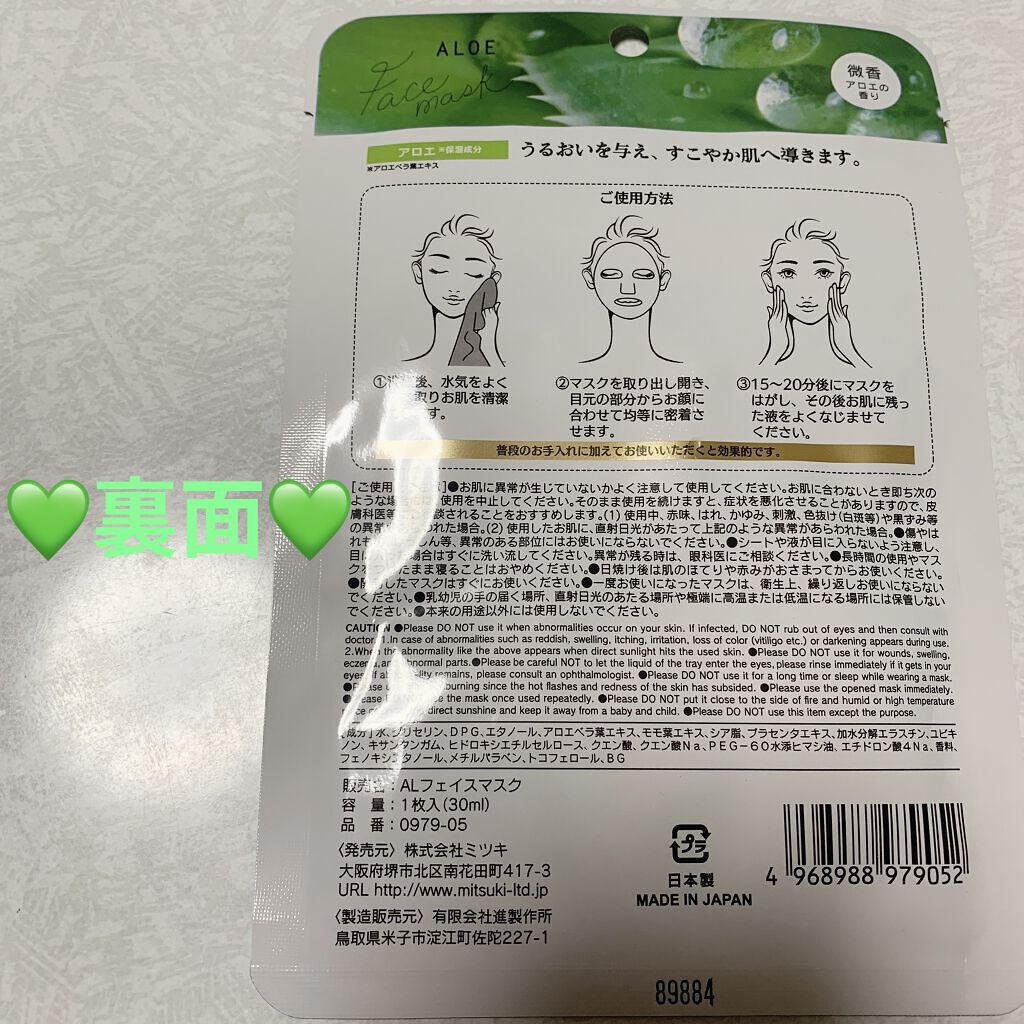 ALOE
Face mask
微香
アロエの
香り
アロエ ※保湿成分
※アロエベラ葉エキス
うるおいを与え、すこやか肌へ導きます。
ご使用方法
後、水気をよく
取りお肌を清潔
す。
②マスクを取り出し開き、
目元の部分からお顔に
合わせて均等に密着さ
せます。
③15〜20分後にマスクを
はがし、その後お肌に残っ
た液をよくなじませて
ください。
普段のお手入れに加えてお使いいただくと効果的です。
💚裏面💚
[ご使用 ●お肌に異常が生じていないかよく注意して使用してください。お肌に合わないとき即ち次の
ような場 使用を中止してください。そのまま使用を続けますと、症状を悪化させることがありますので、皮
膚科医等 談されることをおすすめします。(1)使用中、赤味、はれ、かゆみ、刺激、色抜け(白斑等)や黒ずみ等
の異常 われた場合。(2)使用したお肌に、直射日光があたって上記のような異常があらわれた場合。●傷やは
れも しん等、異常のある部位にはお使いにならないでください。●シートや液が目に入らないよう注意し、
目に 場合はすぐに洗い流してください。異常が残る時は、眼科医にご相談ください。●長時間の使用やマス
クを たまま寝ることはおやめください。●日焼け後は肌のほてりや赤みがおさまってからお使いください。
●開 したマスクはすぐにお使いください。●一度お使いになったマスクは、衛生上、繰り返しお使いにならない
でください。●乳幼児の手の届く場所、直射日光のあたる場所や極端に高温または低温になる場所には保管しない
でください。●本来の用途以外には使用しないでください。
CAUTION ●Please DO NOT use it when abnormalities occur on your skin. If infected, DO NOT rub out of eyes and then consult with
doctor. 1.In case of abnormalities such as reddish, swelling, itching, irritation, loss of color (vitiligo etc.) or darkening appears during use.
2.When the abnormality like the above appears when direct sunlight hits the used skin. ●Please DO NOT use it for wounds, swelling,
eczema, and abnormal parts. ●Please be careful NOT to let the liquid of the tray enter the eyes, please rinse immediately if it gets in your
eyes. If abnormality remains, please consult an ophthalmologist. ●Please DO NOT use it for a long time or sleep while wearing a mask.
●Please burning since the hot flashes and redness of the skin has subsided. ●Please use the opened mask immediately.
●Please the mask once used repeatedly. ●Please DO NOT put it close to the side of fire and humid or high temperature
direct sunshine and keep it away from a baby and child. ●Please DO NOT use this item except the purpose.
〔成分〕水、グリセリン、DPG、エタノール、アロエベラ葉エキス、モモ葉エキス、シア脂、プラセンタエキス、加水分解エラスチン、ユビキ
ノン、キサンタンガム、ヒドロキシエチルセルロース、クエン酸、クエン酸Na、PEG-60水添ヒマシ油、エチドロン酸4Na、香料、
フェノキシエタノール、メチルパラベン、トコフェロール、BG
販売名：ALフェイスマスク
容 量：1枚入(30ml)
品 番：0979-05
〈発売元〉株式会社ミツキ
大阪府堺市北区南花田町417-3
URL http://www.mitsuki-ltd.jp
〈製造販売元〉有限会社進製作所
鳥取県米子市淀江町佐陀227-1
プラ
日本製
MADE IN JAPAN
4 968988 979052
89884